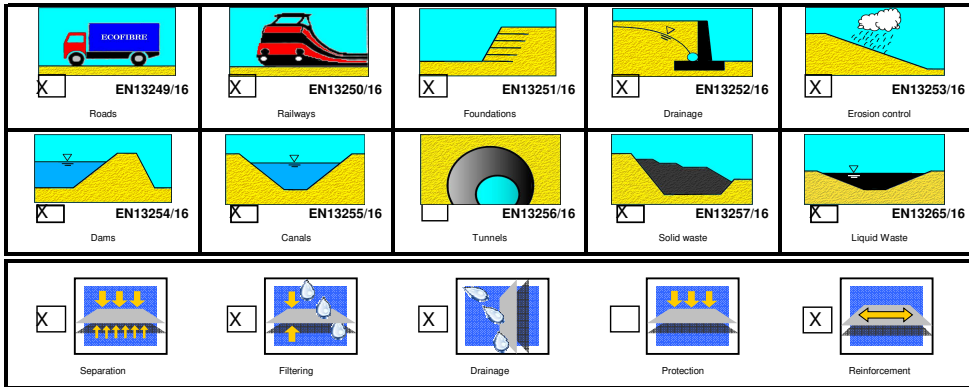 ECOFIBRE
X EN13249/16 X EN13250/16 X EN13251/16 X EN13252/16 X EN13253/16
Roads Railways Foundations Drainage Erosion control
X EN13254/16 X EN13255/16 EN13256/16 X EN13257/16 X EN13265/16
Dams Canals Tunnels Solid waste Liquid Waste
X X X X
Separation Filtering Drainage Protection Reinforcement